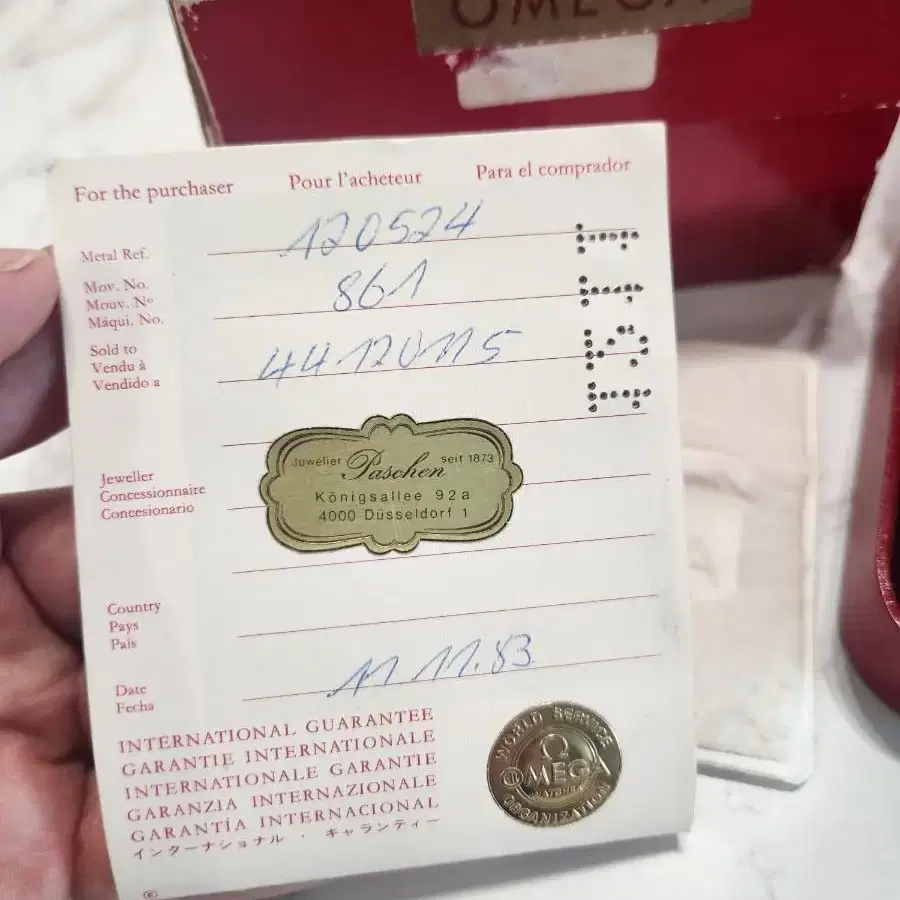 OMEGA
For the purchaser Pour l'acheteur Para el comprador
Metal Ref. 120524
Mov. No. 861
Mouv. Nº
Máqui. No.
Sold to 44120115
Vendu à
Vendido a
Juwelier Paschen seit 1873
Königsallee 92a
4000 Düsseldorf 1
Jeweller
Concessionnaire
Concesionario
Country
Pays
País
Date 11 11.83
Fecha
INTERNATIONAL GUARANTEE
GARANTIE INTERNATIONALE
INTERNATIONALE GARANTIE
GARANZIA INTERNAZIONALE
GARANTÍA INTERNACIONAL
インターナショナル · ギャランティー
WORLD SERVICE
Ω
OMEGA
ORGANIZATION
©